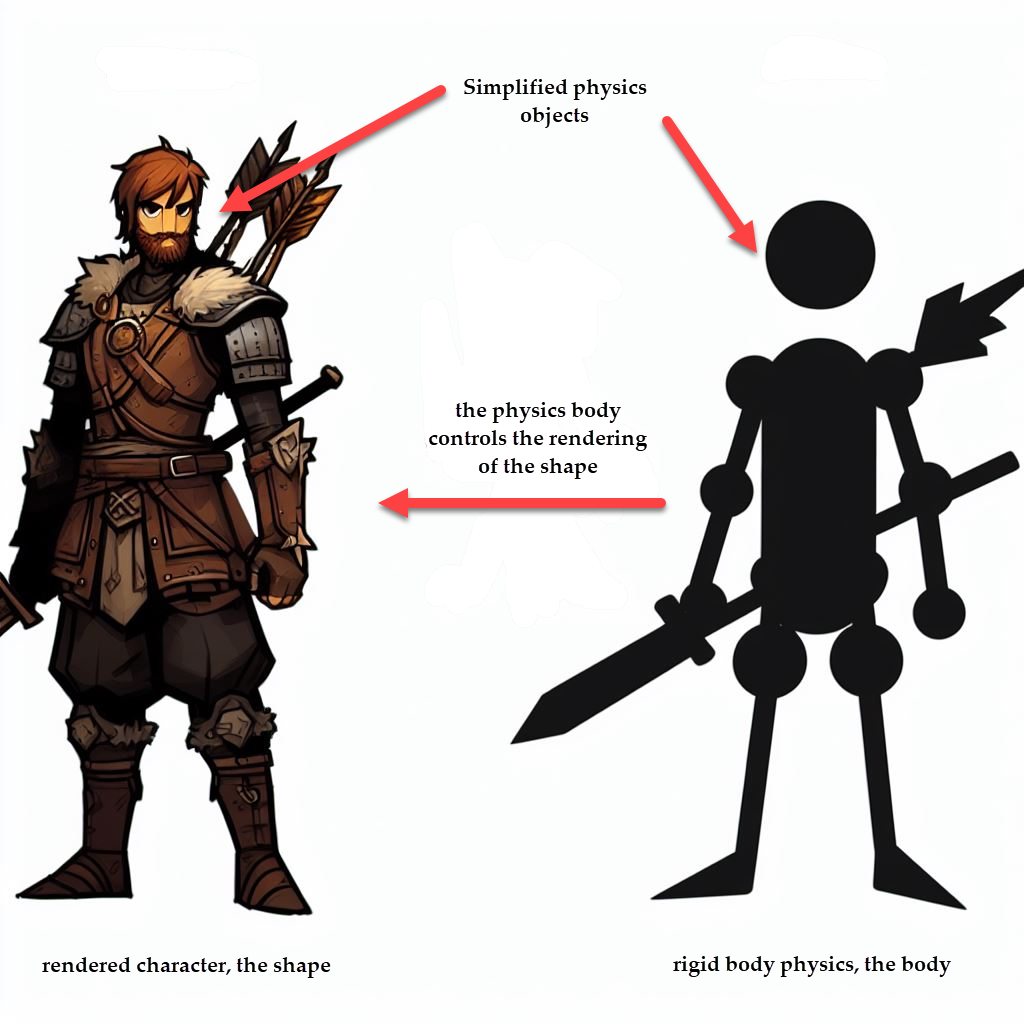 Simplified physics
objects
the physics body
controls the rendering
of the shape
rendered character, the shape
rigid body physics, the body